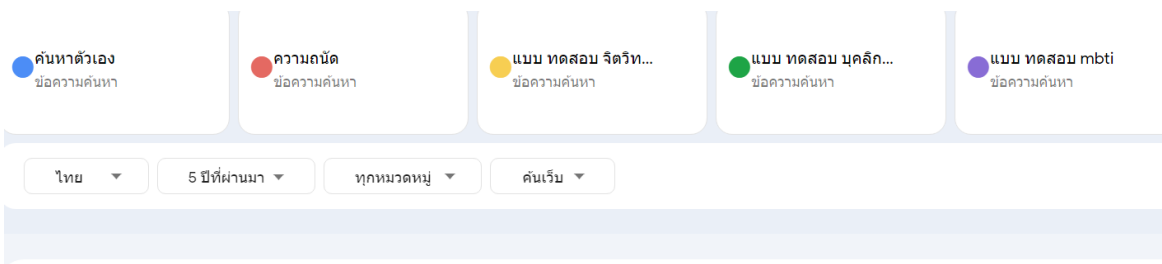 ค้นหาตัวเอง
ข้อความค้นหา
ความถนัด
ข้อความค้นหา
แบบ ทดสอบ จิตวิท...
ข้อความค้นหา
แบบ ทดสอบ บุคลิก...
ข้อความค้นหา
แบบ ทดสอบ mbti
ข้อความค้นหา
ไทย
5 ปีที่ผ่านมา
ทุกหมวดหมู่
ค้นเว็บ